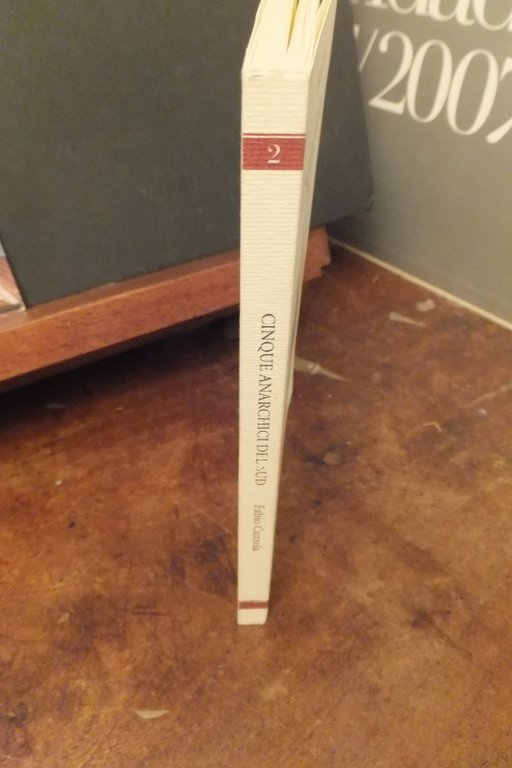 /2007
2
CINQUE ANARCHICI DEL SUD
Fabio Cuzzola